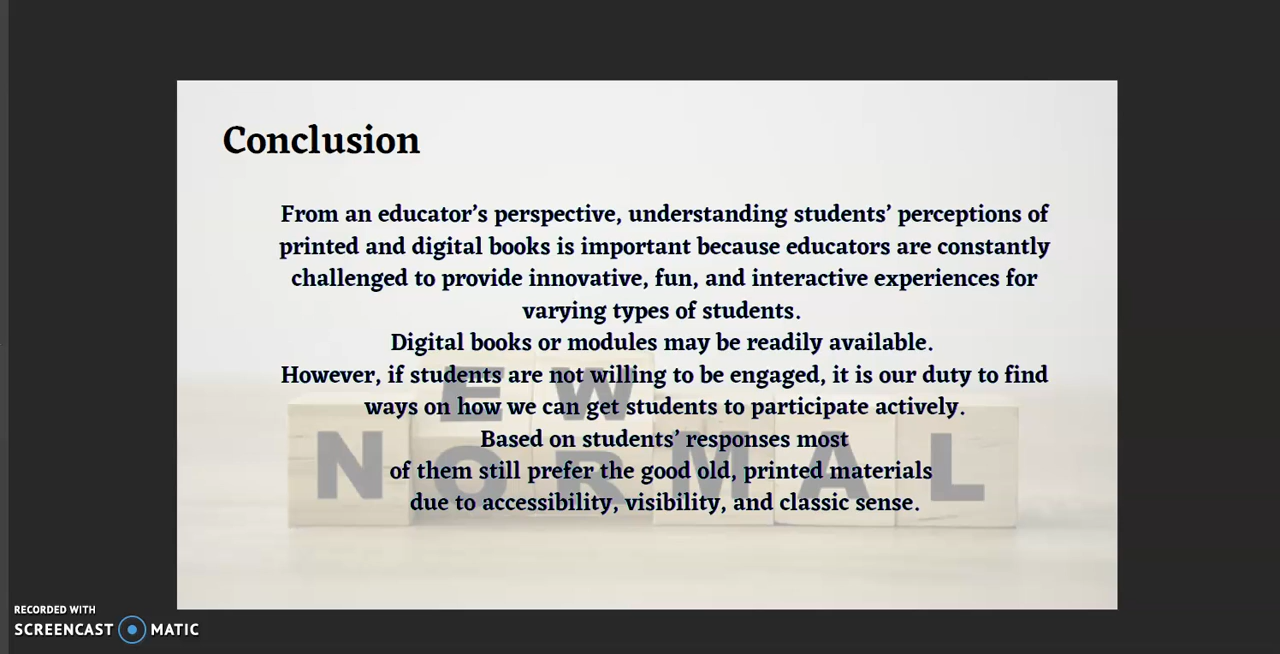 Conclusion
From an educator’s perspective, understanding students’ perceptions of
printed and digital books is important because educators are constantly
challenged to provide innovative, fun, and interactive experiences for
varying types of students.
Digital books or modules may be readily available.
However, if students are not willing to be engaged, it is our duty to find
ways on how we can get students to participate actively.
Based on students’ responses most
of them still prefer the good old, printed materials
due to accessibility, visibility, and classic sense.
EW
NORMAL
RECORDED WITH
SCREENCAST MATIC